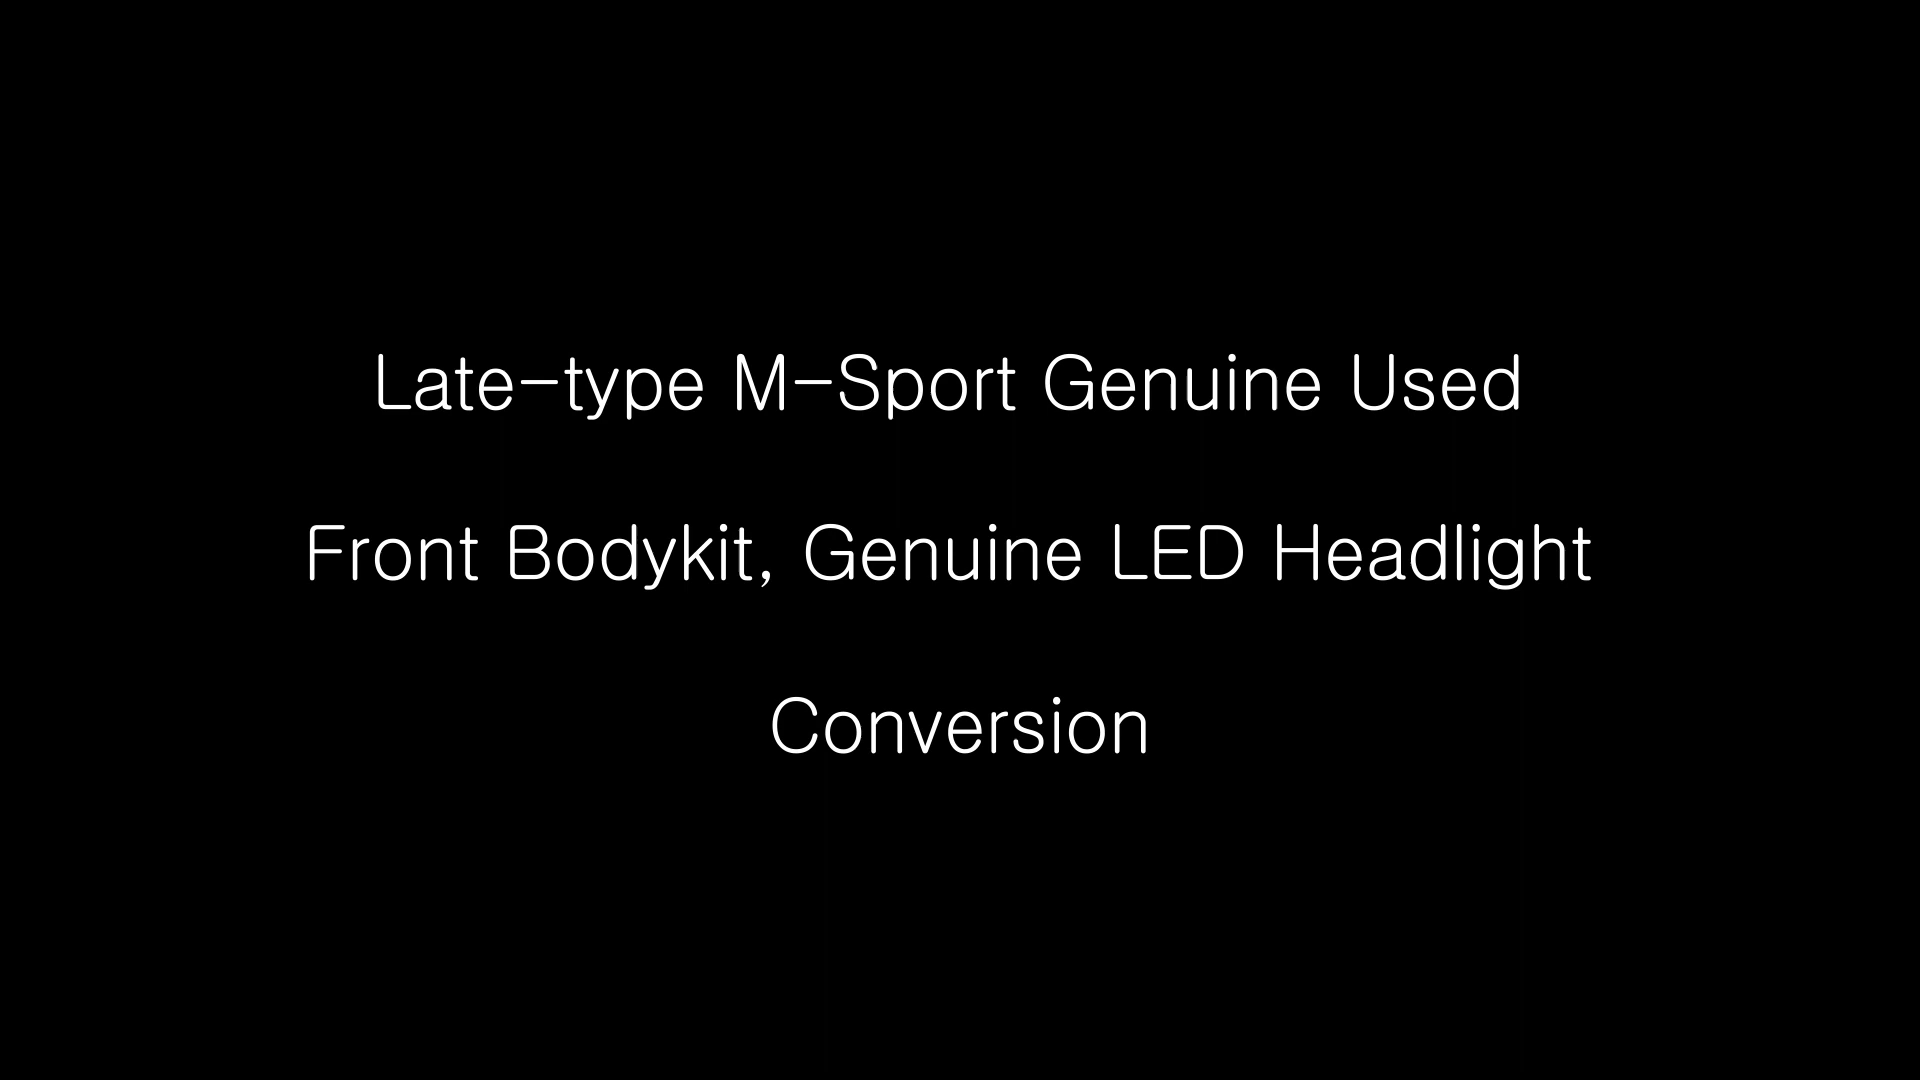 Late-type M-Sport Genuine Used
Front Bodykit, Genuine LED Headlight
Conversion